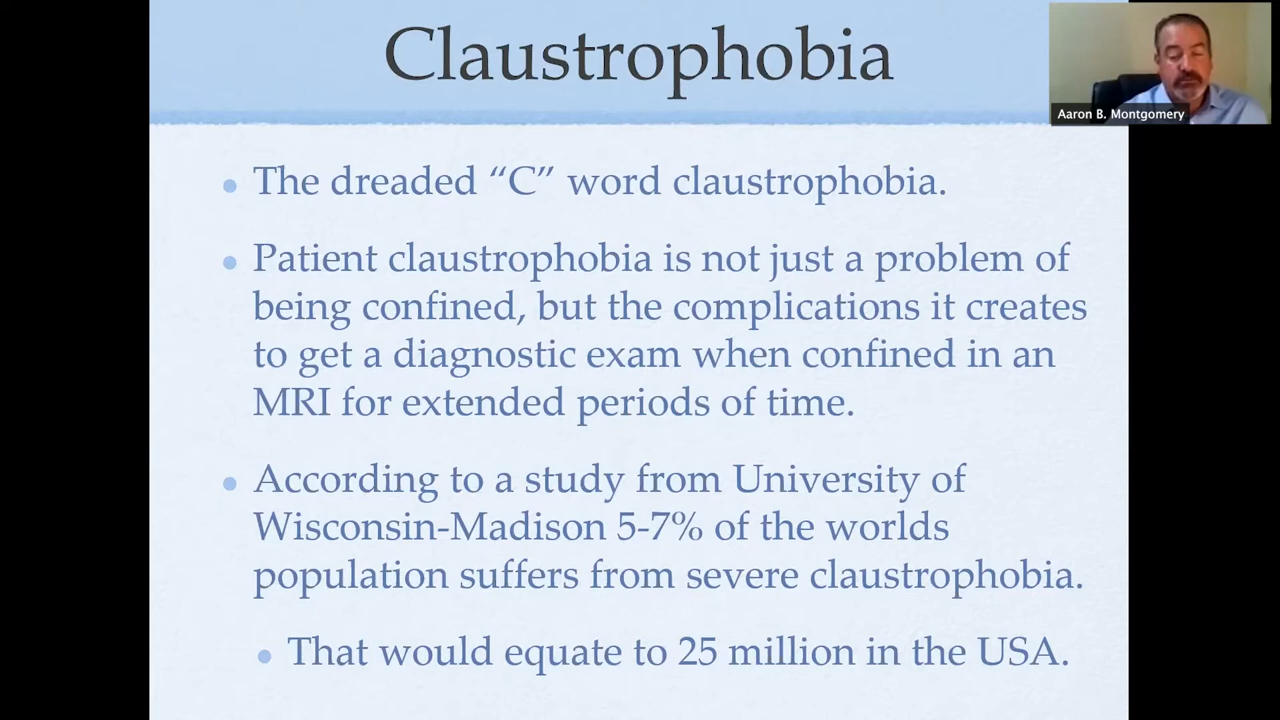 Claustrophobia
Aaron B. Montgomery
The dreaded “C” word claustrophobia.
Patient claustrophobia is not just a problem of
being confined, but the complications it creates
to get a diagnostic exam when confined in an
MRI for extended periods of time.
According to a study from University of
Wisconsin-Madison 5-7% of the worlds
population suffers from severe claustrophobia.
That would equate to 25 million in the USA.